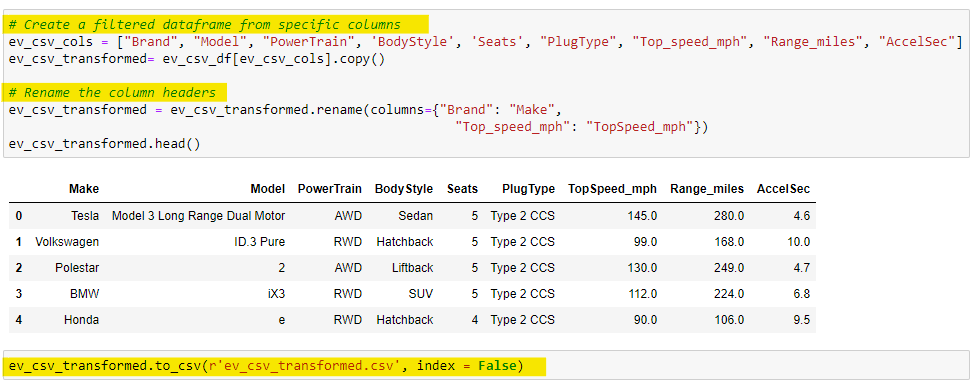 # Create a filtered dataframe from specific columns
ev_csv_cols = ["Brand", "Model", "PowerTrain", 'BodyStyle', 'Seats', "PlugType", "Top_speed_mph", "Range_miles", "AccelSec"]
ev_csv_transformed= ev_csv_df[ev_csv_cols].copy()
# Rename the column headers
ev_csv_transformed = ev_csv_transformed.rename(columns={"Brand": "Make",
"Top_speed_mph": "TopSpeed_mph"})
ev_csv_transformed.head()
Make Model PowerTrain BodyStyle Seats PlugType TopSpeed_mph Range_miles AccelSec
0 Tesla Model 3 Long Range Dual Motor AWD Sedan 5 Type 2 CCS 145.0 280.0 4.6
1 Volkswagen ID.3 Pure RWD Hatchback 5 Type 2 CCS 99.0 168.0 10.0
2 Polestar 2 AWD Liftback 5 Type 2 CCS 130.0 249.0 4.7
3 BMW iX3 RWD SUV 5 Type 2 CCS 112.0 224.0 6.8
4 Honda e RWD Hatchback 4 Type 2 CCS 90.0 106.0 9.5
ev_csv_transformed.to_csv(r'ev_csv_transformed.csv', index = False)